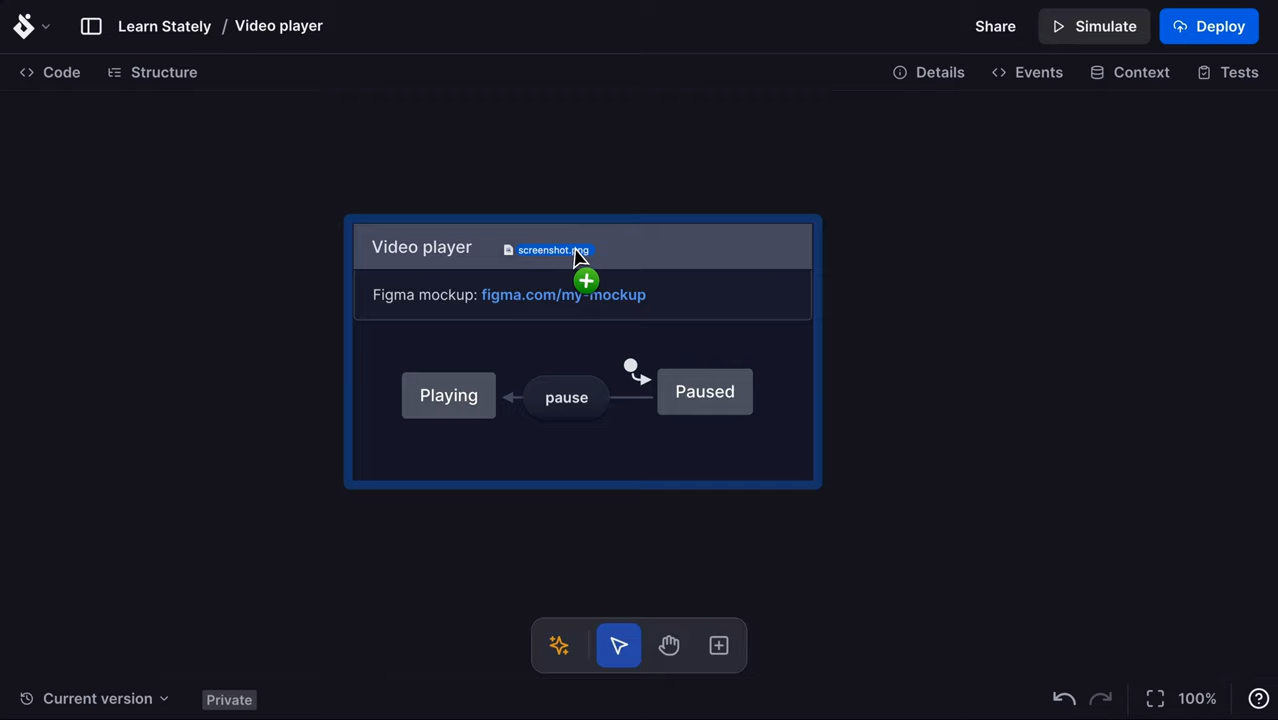 Learn Stately / Video player
Share
Simulate
Deploy
Code
Structure
Details
Events
Context
Tests
Video player
screenshot.png
Figma mockup: figma.com/my-mockup
Playing
pause
Paused
Current version
Private
100%